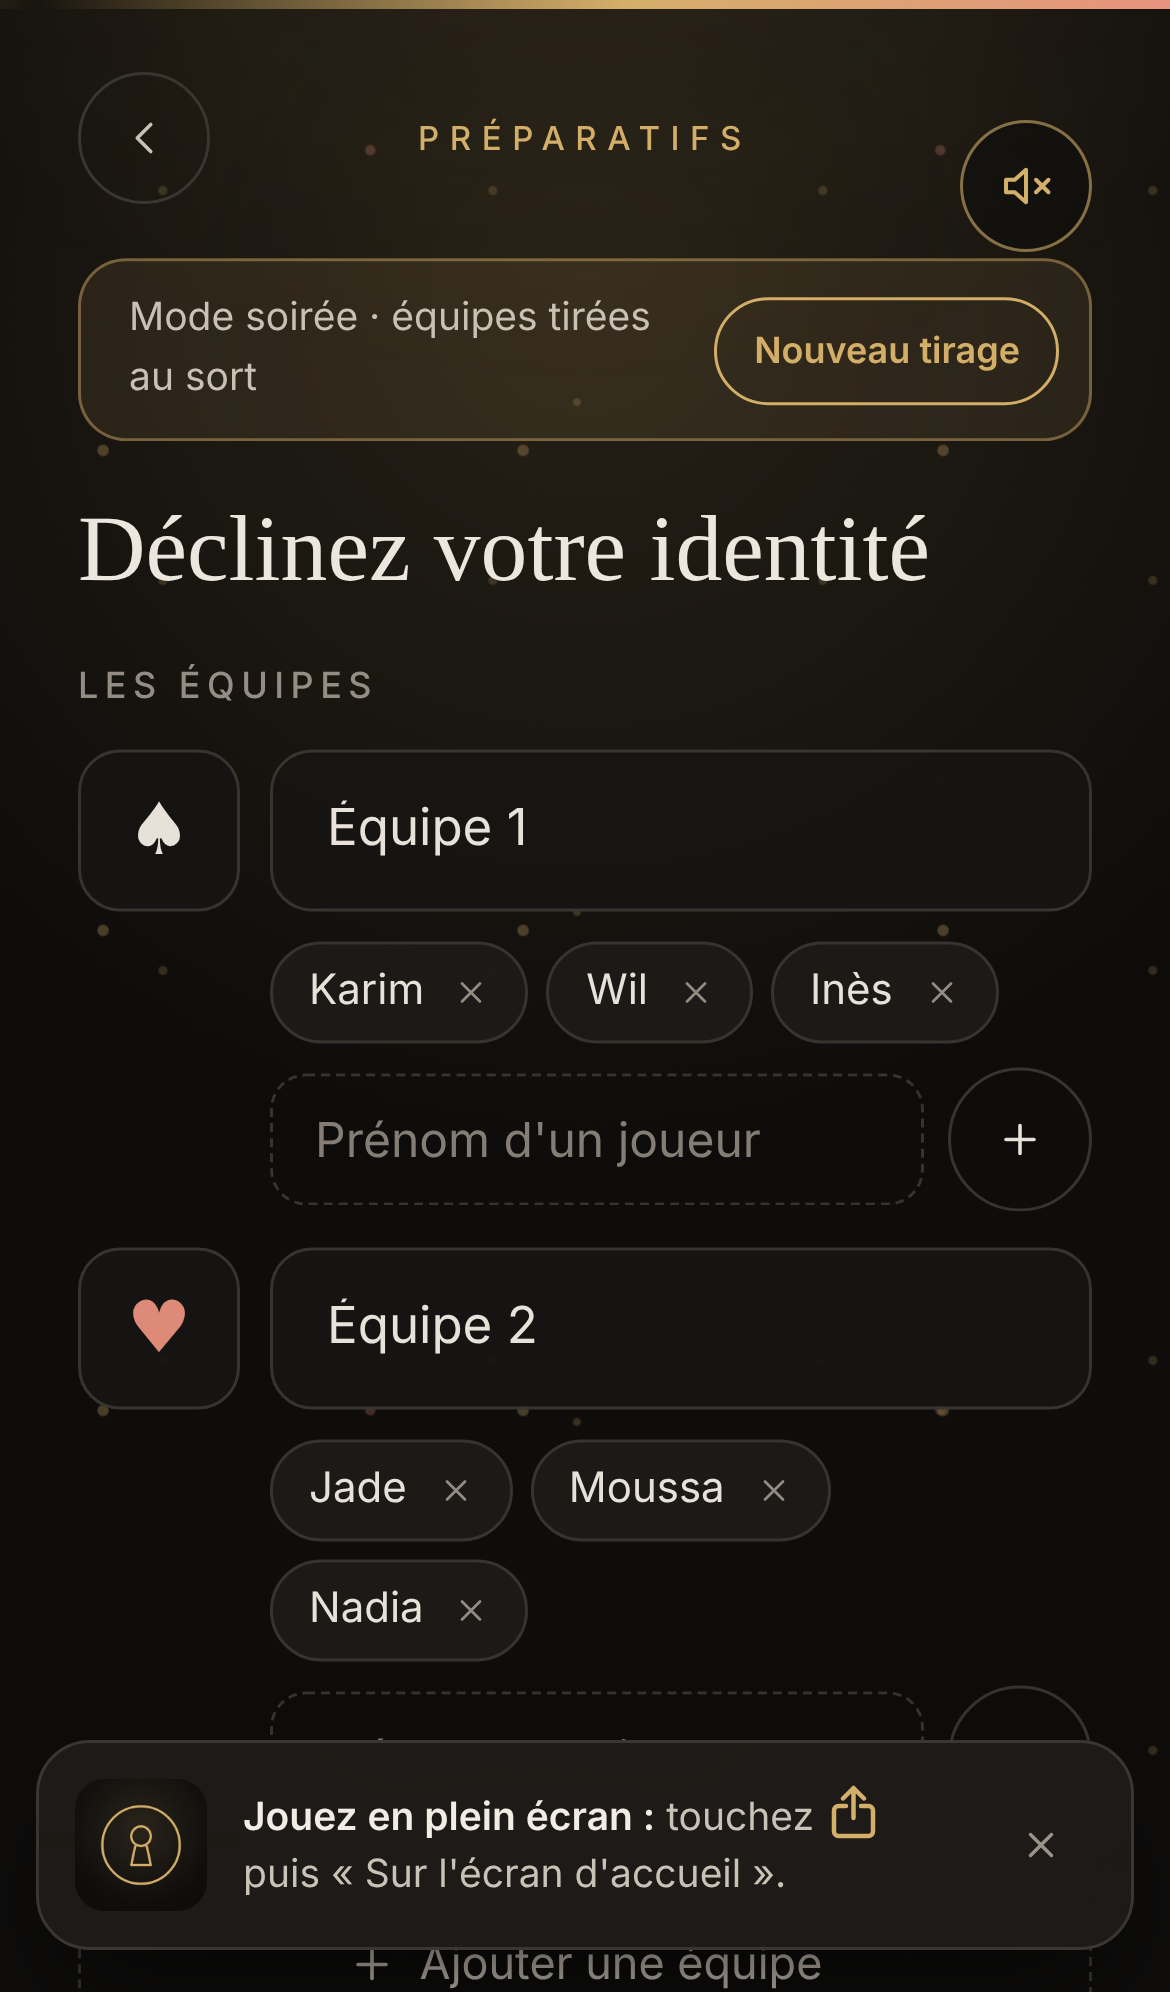 PRÉPARATIFS
Mode soirée · équipes tirées
au sort
Nouveau tirage
Déclinez votre identité
LES ÉQUIPES
Équipe 1
Karim
Wil
Inès
Prénom d'un joueur
Équipe 2
Jade
Moussa
Nadia
Jouez en plein écran : touchez
puis « Sur l'écran d'accueil ».
Ajouter une équipe